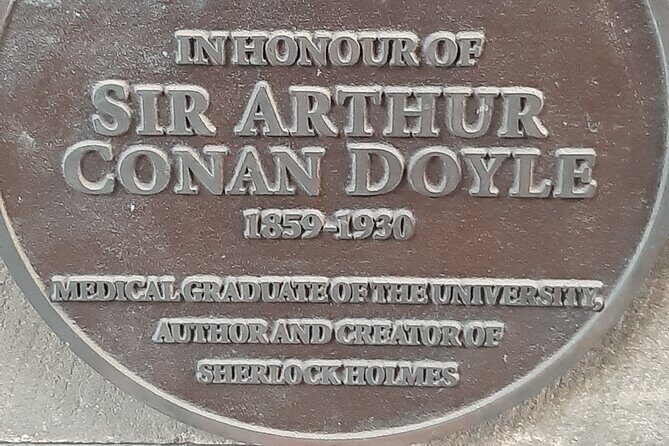 IN HONOUR OF
SIR ARTHUR
CONAN DOYLE
1859-1930
MEDICAL GRADUATE OF THE UNIVERSITY,
AUTHOR AND CREATOR OF
SHERLOCK HOLMES